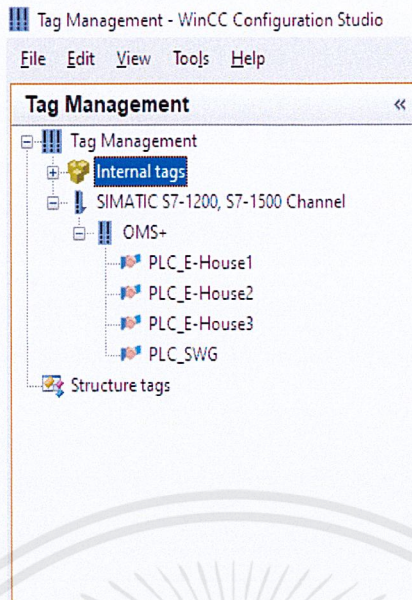 Tag Management - WinCC Configuration Studio
File Edit View Tools Help
Tag Management «
Tag Management
Internal tags
SIMATIC S7-1200, S7-1500 Channel
OMS+
PLC_E-House1
PLC_E-House2
PLC_E-House3
PLC_SWG
Structure tags